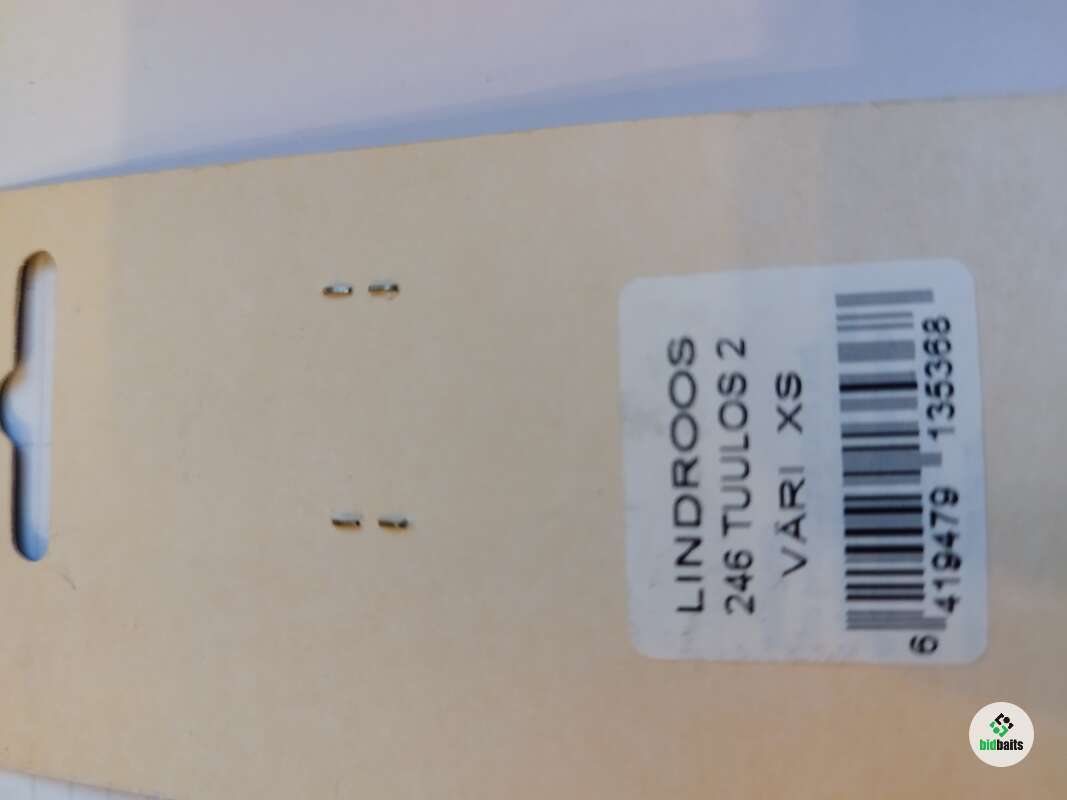 LINDROOS
246 TUULOS 2
VÄRI XS
6 419479 135368
bidbaits